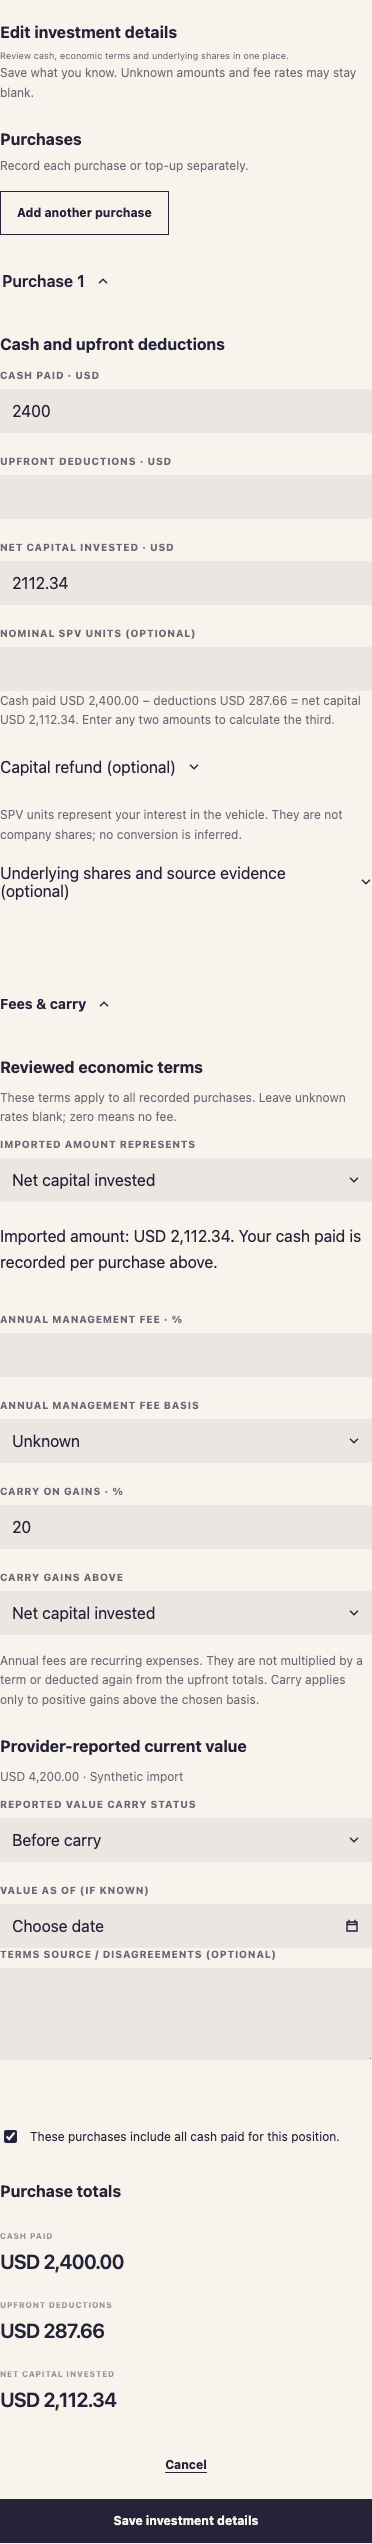 Edit investment details
Review cash, economic terms and underlying shares in one place.
Save what you know. Unknown amounts and fee rates may stay
blank.
Purchases
Record each purchase or top-up separately.
Add another purchase
Purchase 1
Cash and upfront deductions
CASH PAID · USD
2400
UPFRONT DEDUCTIONS · USD
NET CAPITAL INVESTED · USD
2112.34
NOMINAL SPV UNITS (OPTIONAL)
Cash paid USD 2,400.00 − deductions USD 287.66 = net capital
USD 2,112.34. Enter any two amounts to calculate the third.
Capital refund (optional)
SPV units represent your interest in the vehicle. They are not
company shares; no conversion is inferred.
Underlying shares and source evidence
(optional)
Fees & carry
Reviewed economic terms
These terms apply to all recorded purchases. Leave unknown
rates blank; zero means no fee.
IMPORTED AMOUNT REPRESENTS
Net capital invested
Imported amount: USD 2,112.34. Your cash paid is
recorded per purchase above.
ANNUAL MANAGEMENT FEE · %
ANNUAL MANAGEMENT FEE BASIS
Unknown
CARRY ON GAINS · %
20
CARRY GAINS ABOVE
Net capital invested
Annual fees are recurring expenses. They are not multiplied by a
term or deducted again from the upfront totals. Carry applies
only to positive gains above the chosen basis.
Provider-reported current value
USD 4,200.00 · Synthetic import
REPORTED VALUE CARRY STATUS
Before carry
VALUE AS OF (IF KNOWN)
Choose date
TERMS SOURCE / DISAGREEMENTS (OPTIONAL)
These purchases include all cash paid for this position.
Purchase totals
CASH PAID
USD 2,400.00
UPFRONT DEDUCTIONS
USD 287.66
NET CAPITAL INVESTED
USD 2,112.34
Cancel
Save investment details